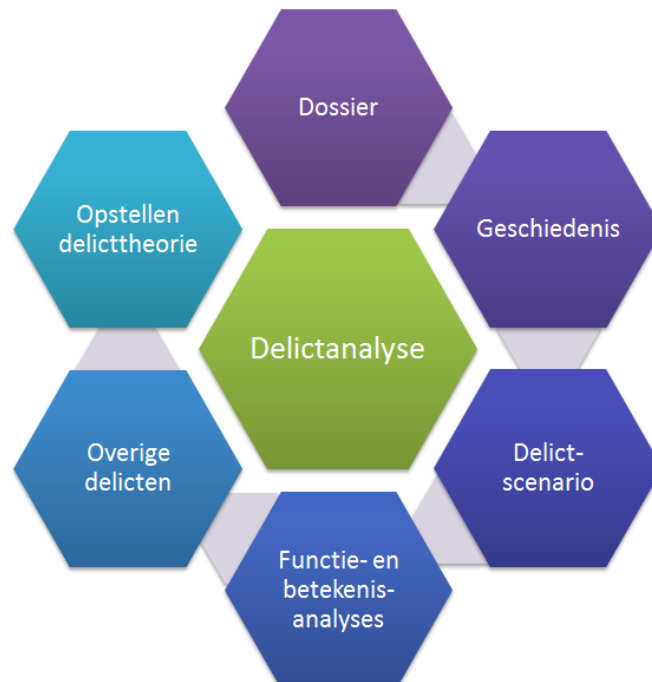 Dossier
Geschiedenis
Delict-
scenario
Functie- en
betekenis-
analyses
Overige
delicten
Opstellen
delicttheorie
Delictanalyse